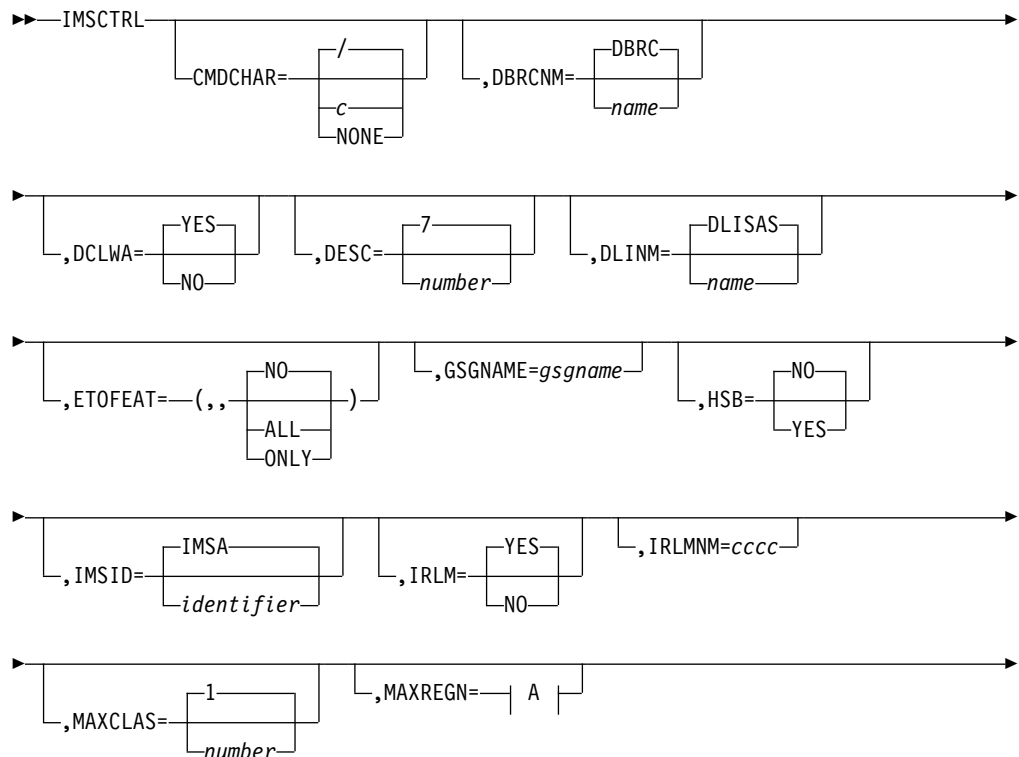 IMSCTRL
CMDCHAR=
/
c
NONE
,DBRCNM=
DBRC
name
,DCLWA=
YES
NO
,DESC=
7
number
,DLINM=
DLISAS
name
,ETOFEAT=
(,,
NO
ALL
ONLY
)
,GSGNAME=gsgname
,HSB=
NO
YES
,IMSID=
IMSA
identifier
,IRLM=
YES
NO
,IRLMNM=cccc
,MAXCLAS=
1
number
,MAXREGN=
A